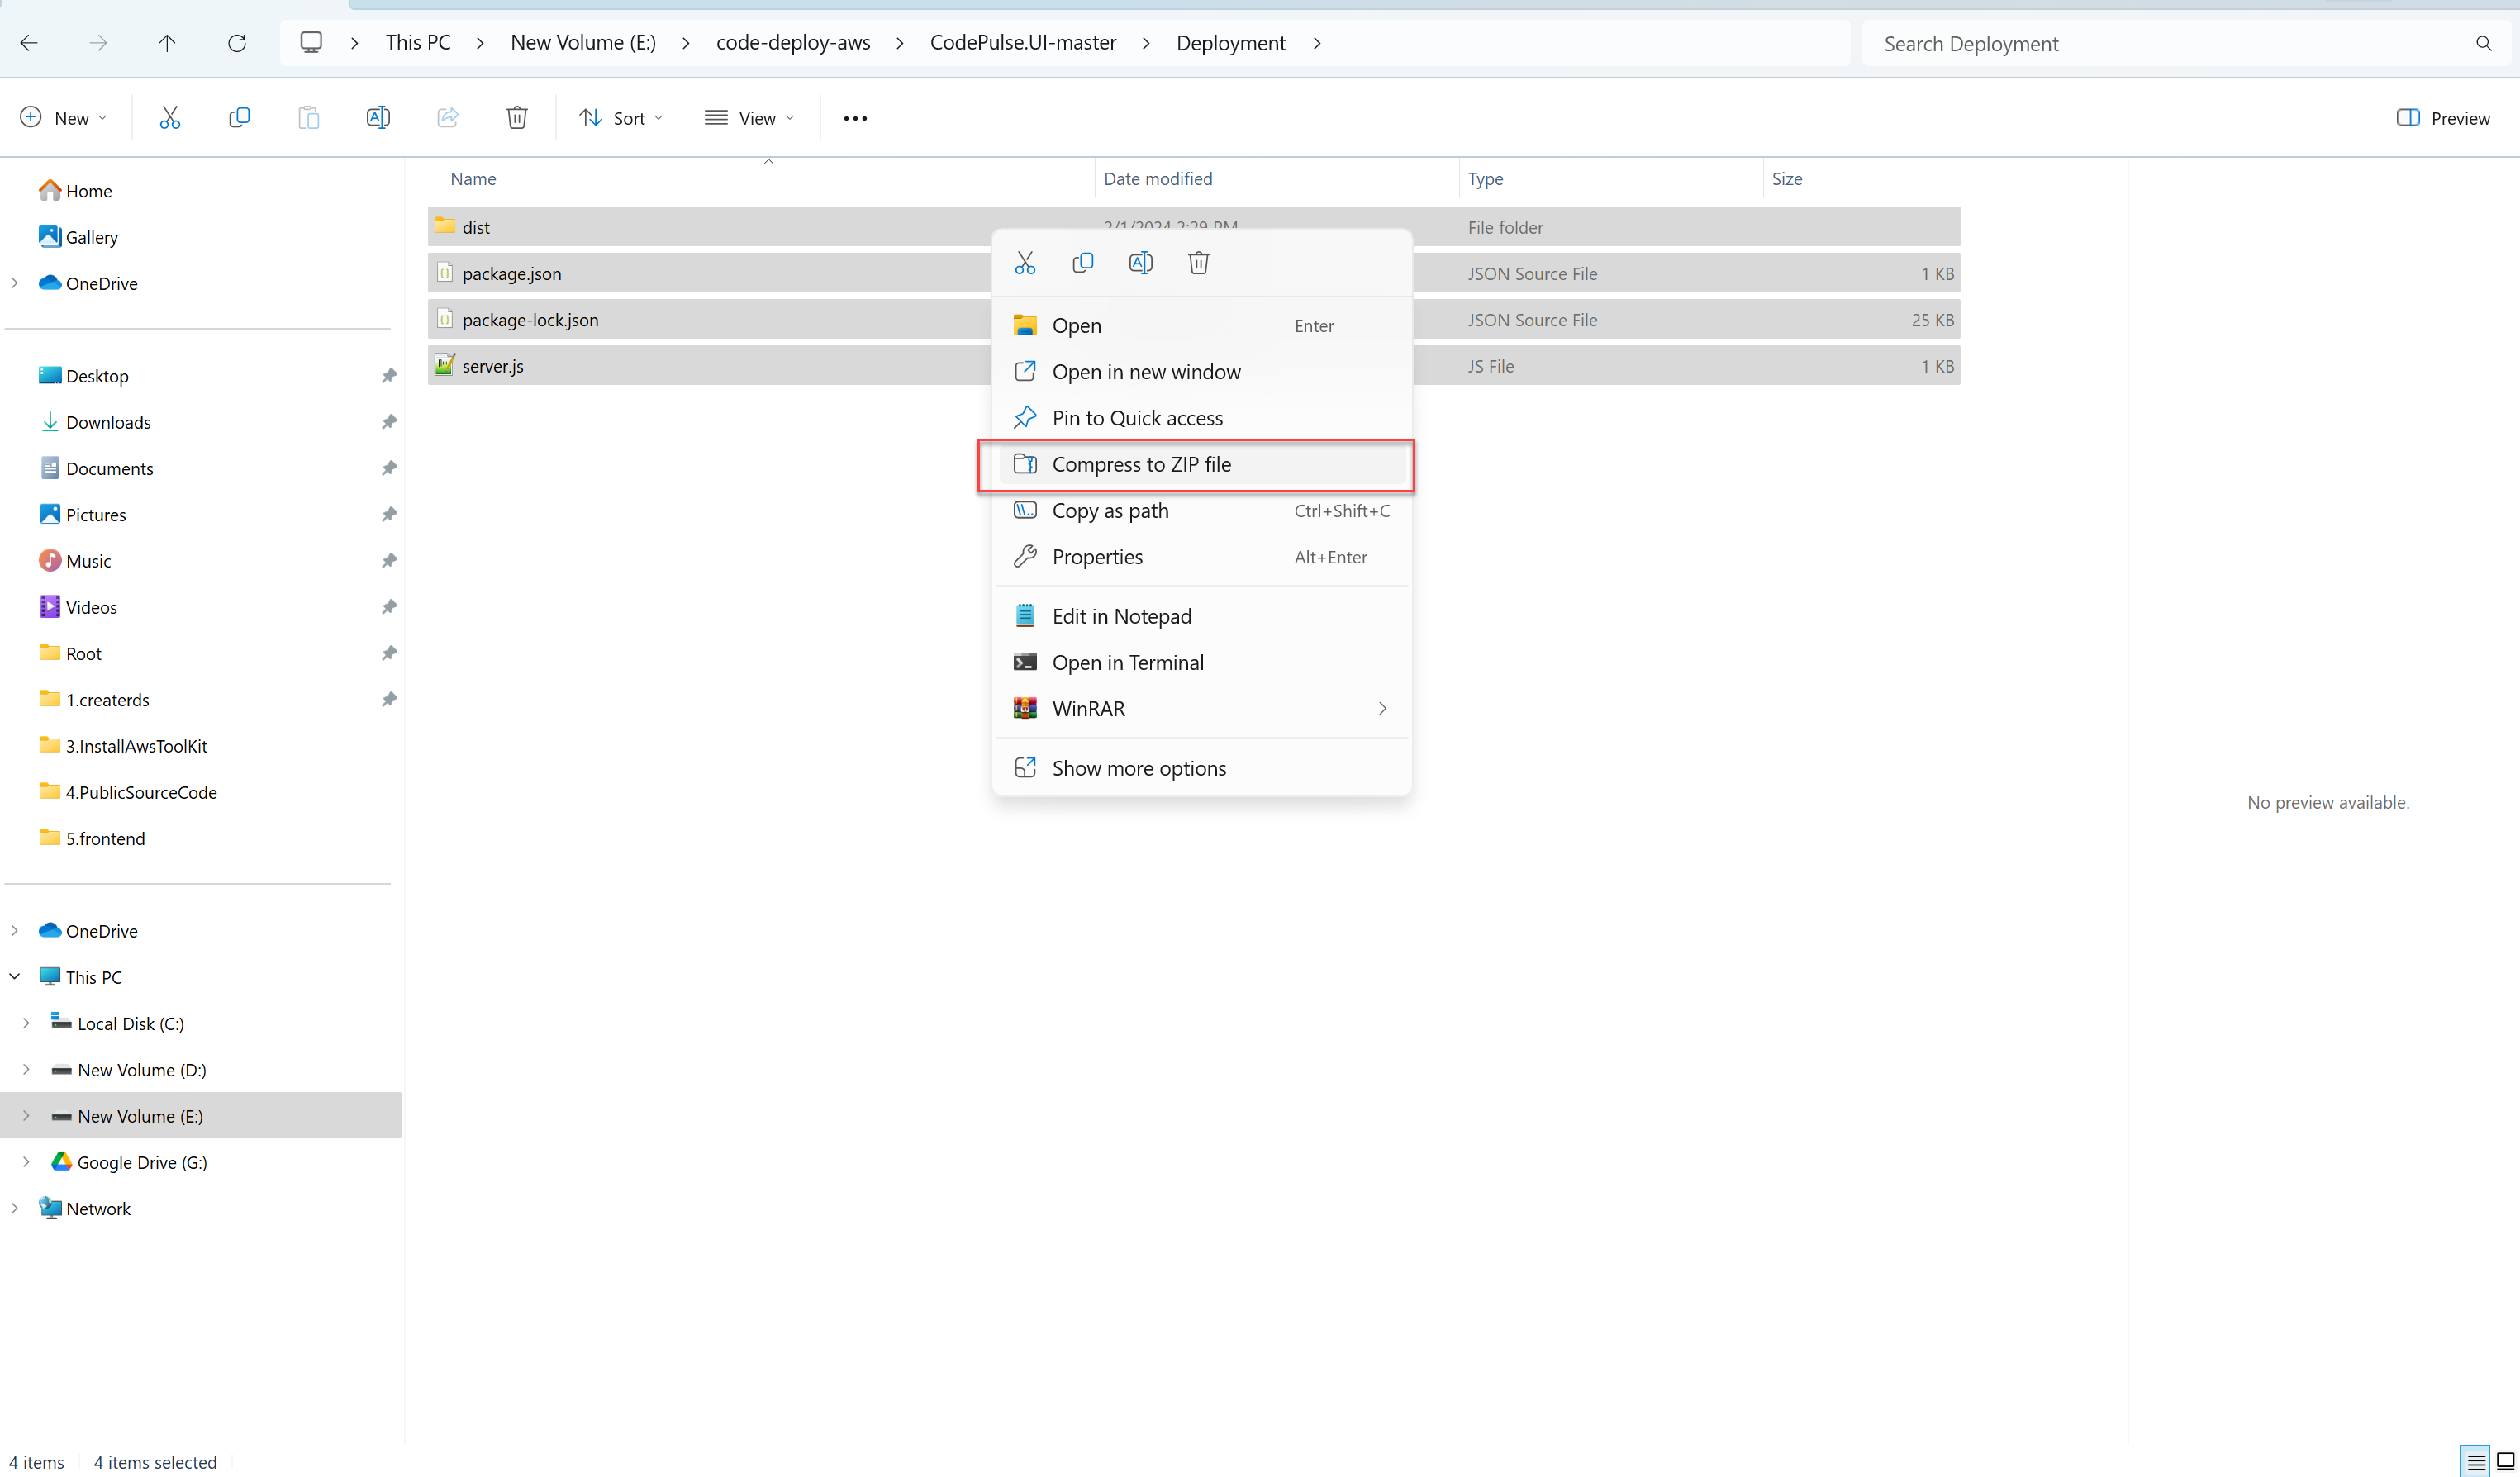 This PC > New Volume (E:) > code-deploy-aws > CodePulse.UI-master > Deployment >
Search Deployment
New
Sort
View
Preview
Name
Date modified
Type
Size
dist
2/1/2024 2:29 PM
File folder
package.json
JSON Source File
1 KB
package-lock.json
JSON Source File
25 KB
server.js
JS File
1 KB
Open
Enter
Open in new window
Pin to Quick access
Compress to ZIP file
Copy as path
Ctrl+Shift+C
Properties
Alt+Enter
Edit in Notepad
Open in Terminal
WinRAR
Show more options
Home
Gallery
OneDrive
Desktop
Downloads
Documents
Pictures
Music
Videos
Root
1.createrds
3.InstallAwsToolKit
4.PublicSourceCode
5.frontend
OneDrive
This PC
Local Disk (C:)
New Volume (D:)
New Volume (E:)
Google Drive (G:)
Network
No preview available.
4 items
4 items selected